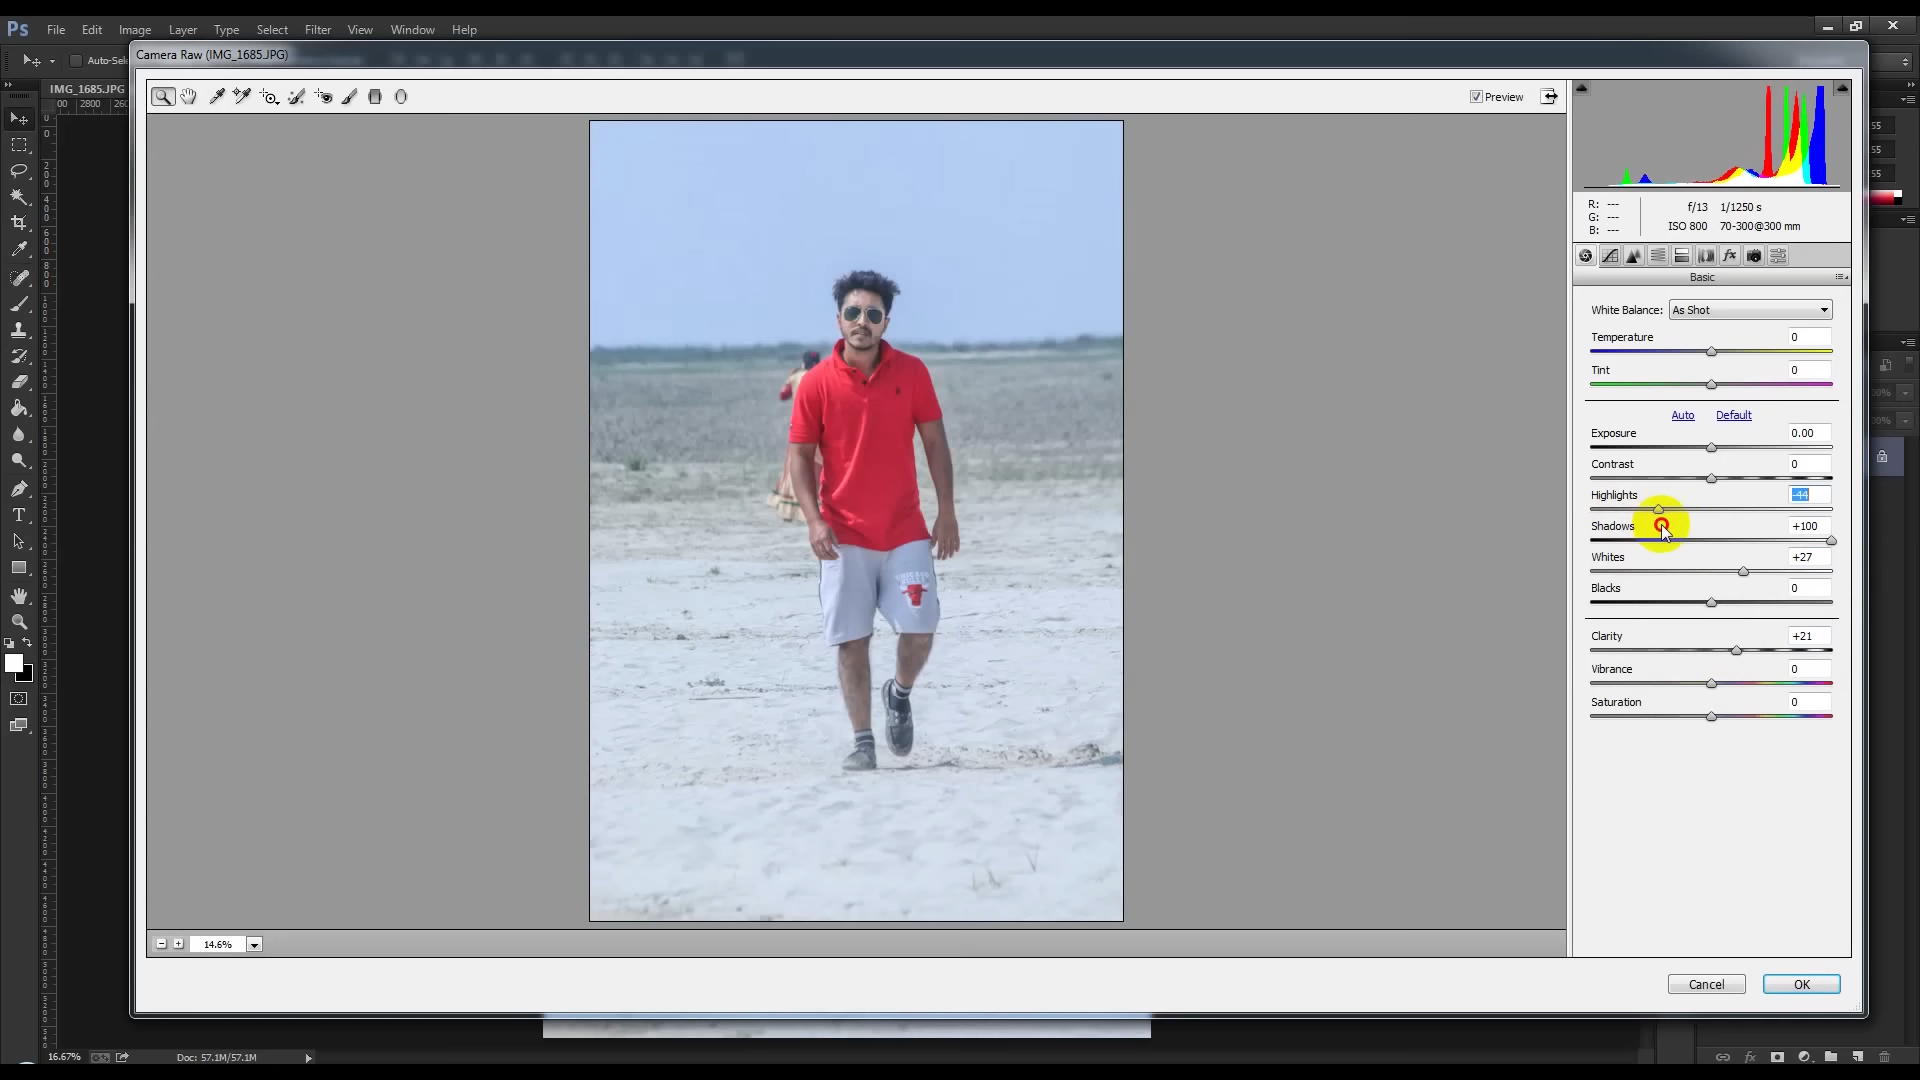 Ps File Edit Image Layer Type Select Filter View Window Help
Camera Raw (IMG_1685.JPG)
Auto-Sele
IMG_1685.JPG
Preview
R: ---
G: ---
B: ---
f/13 1/1250 s
ISO 800 70-300@300 mm
Basic
White Balance: As Shot
Temperature 0
Tint 0
Auto Default
Exposure 0.00
Contrast 0
Highlights -44
Shadows +100
Whites +27
Blacks 0
Clarity +21
Vibrance 0
Saturation 0
CHICAGO
BULLS
14.6%
Cancel OK
16.67% Doc: 57.1M/57.1M